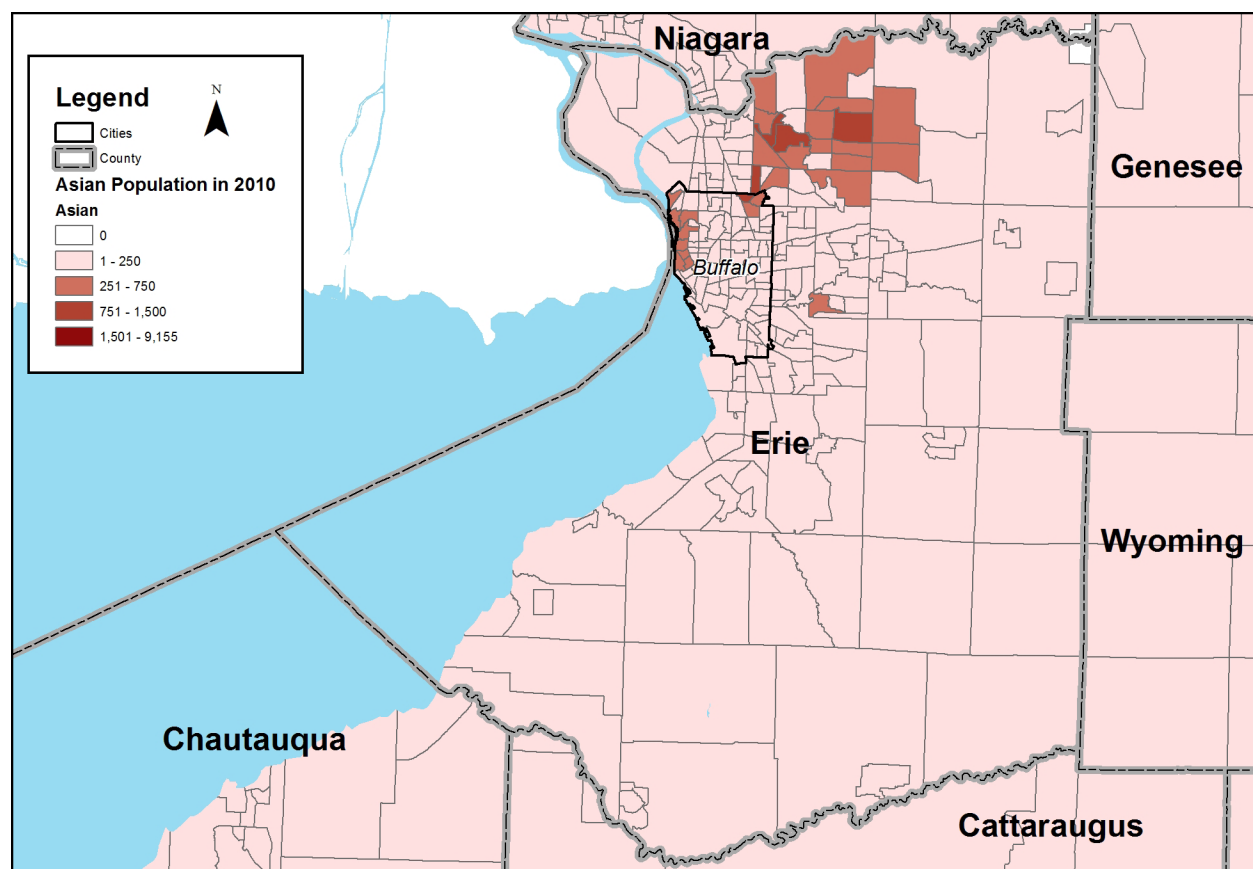 Niagara
Legend
N
Cities
County
Asian Population in 2010
Asian
0
1 - 250
251 - 750
751 - 1,500
1,501 - 9,155
Genesee
Buffalo
Erie
Wyoming
Chautauqua
Cattaraugus